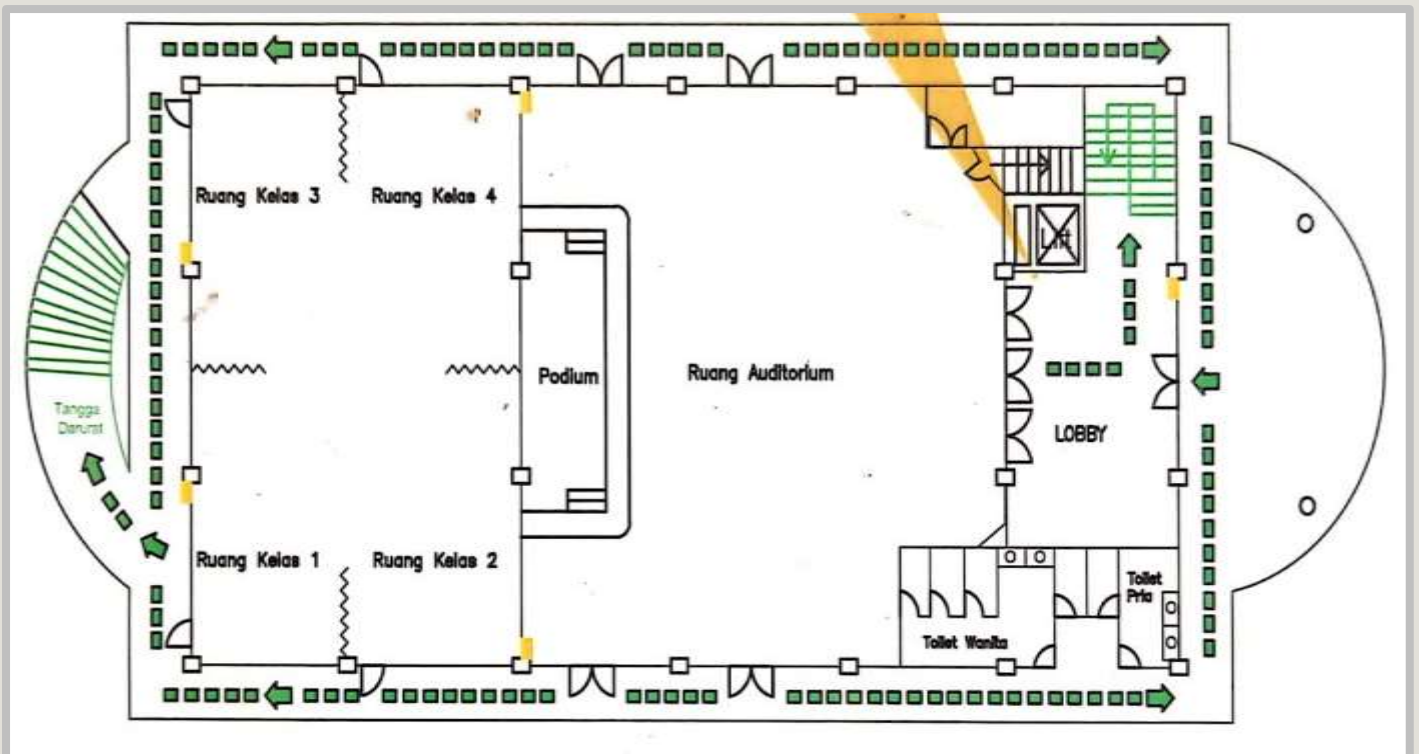 Ruang Kelas 3
Ruang Kelas 4
Lift
Podium
Ruang Auditorium
Tangga
Darurat
LOBBY
Ruang Kelas 1
Ruang Kelas 2
Toilet
Pria
Toilet Wanita